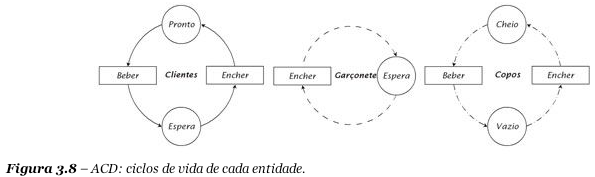 Pronto
Cheio
Beber Clientes Encher
Encher Garçonete Espera
Beber Copos Encher
Espera
Vazio
Figura 3.8 – ACD: ciclos de vida de cada entidade.